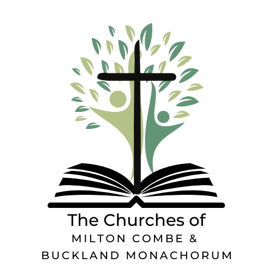 The Churches of
MILTON COMBE &
BUCKLAND MONACHORUM